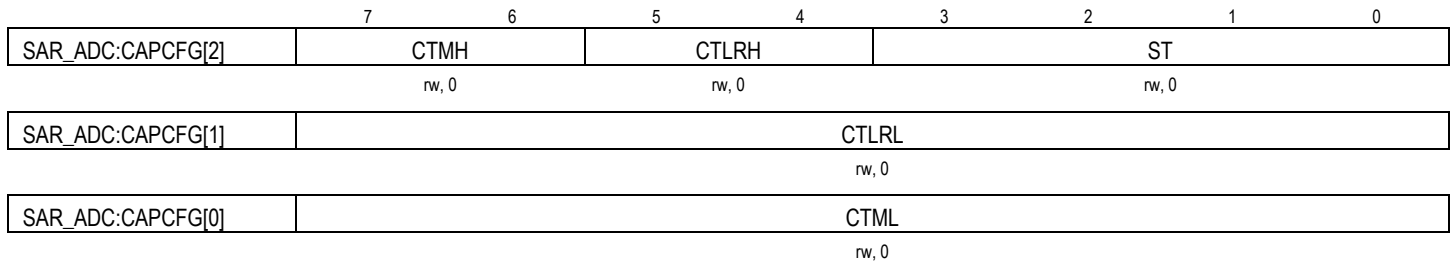 7 6 5 4 3 2 1 0
SAR_ADC:CAPCFG[2] CTMH CTLRH ST
rw, 0 rw, 0 rw, 0
SAR_ADC:CAPCFG[1] CTLRL
rw, 0
SAR_ADC:CAPCFG[0] CTML
rw, 0